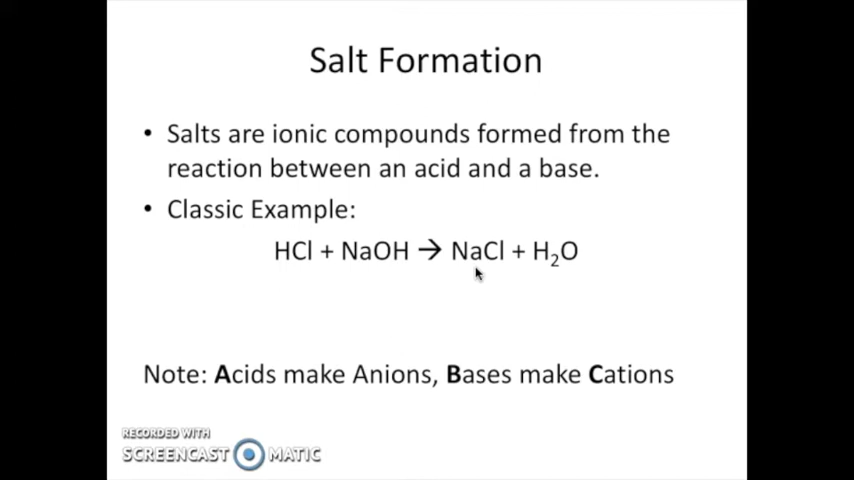 Salt Formation
• Salts are ionic compounds formed from the
reaction between an acid and a base.
• Classic Example:
HCl + NaOH → NaCl + H₂O
Note: Acids make Anions, Bases make Cations
RECORDED WITH
SCREENCAST MATIC